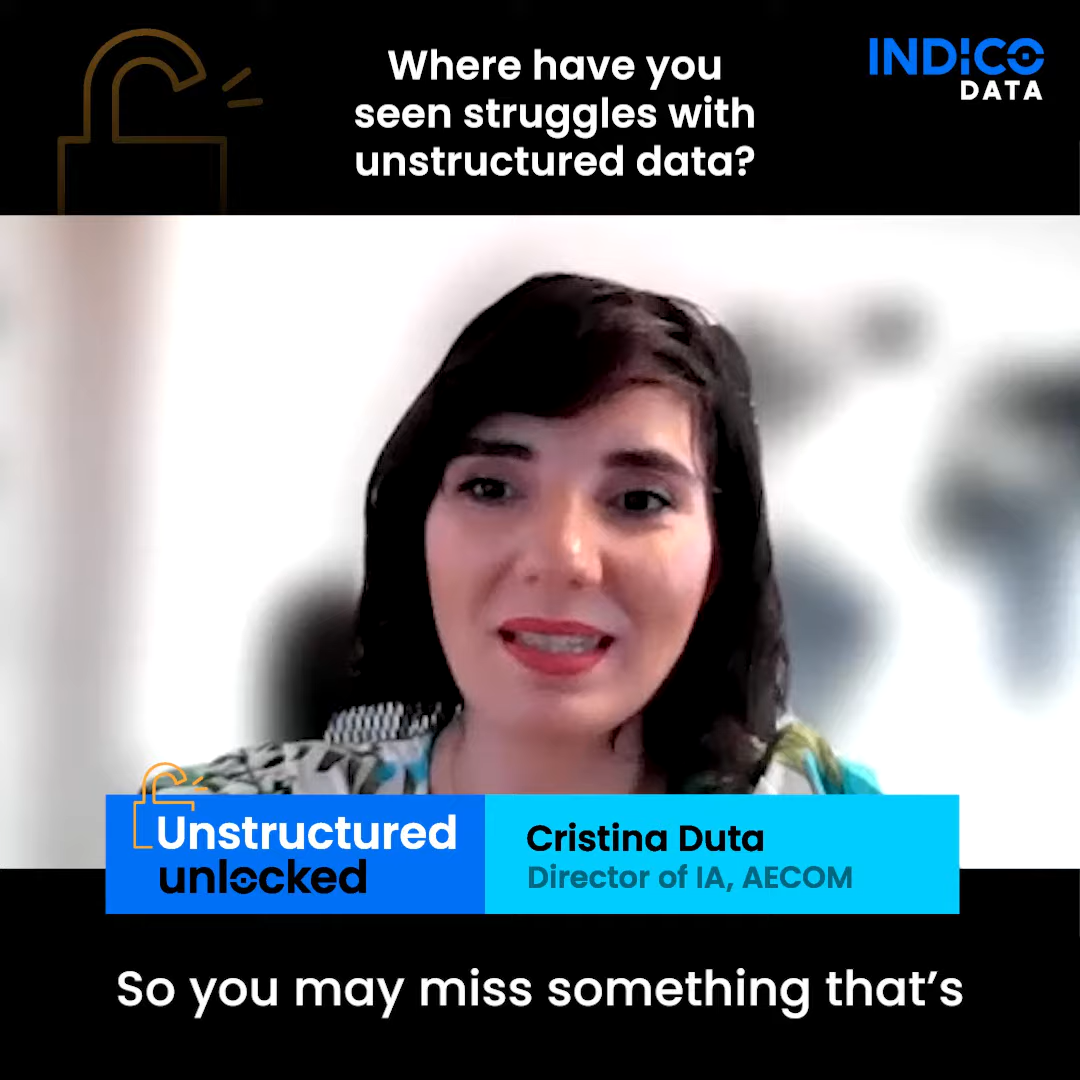 Where have you
seen struggles with
unstructured data?
INDICO
DATA
Unstructured
unlocked
Cristina Duta
Director of IA, AECOM
So you may miss something that’s